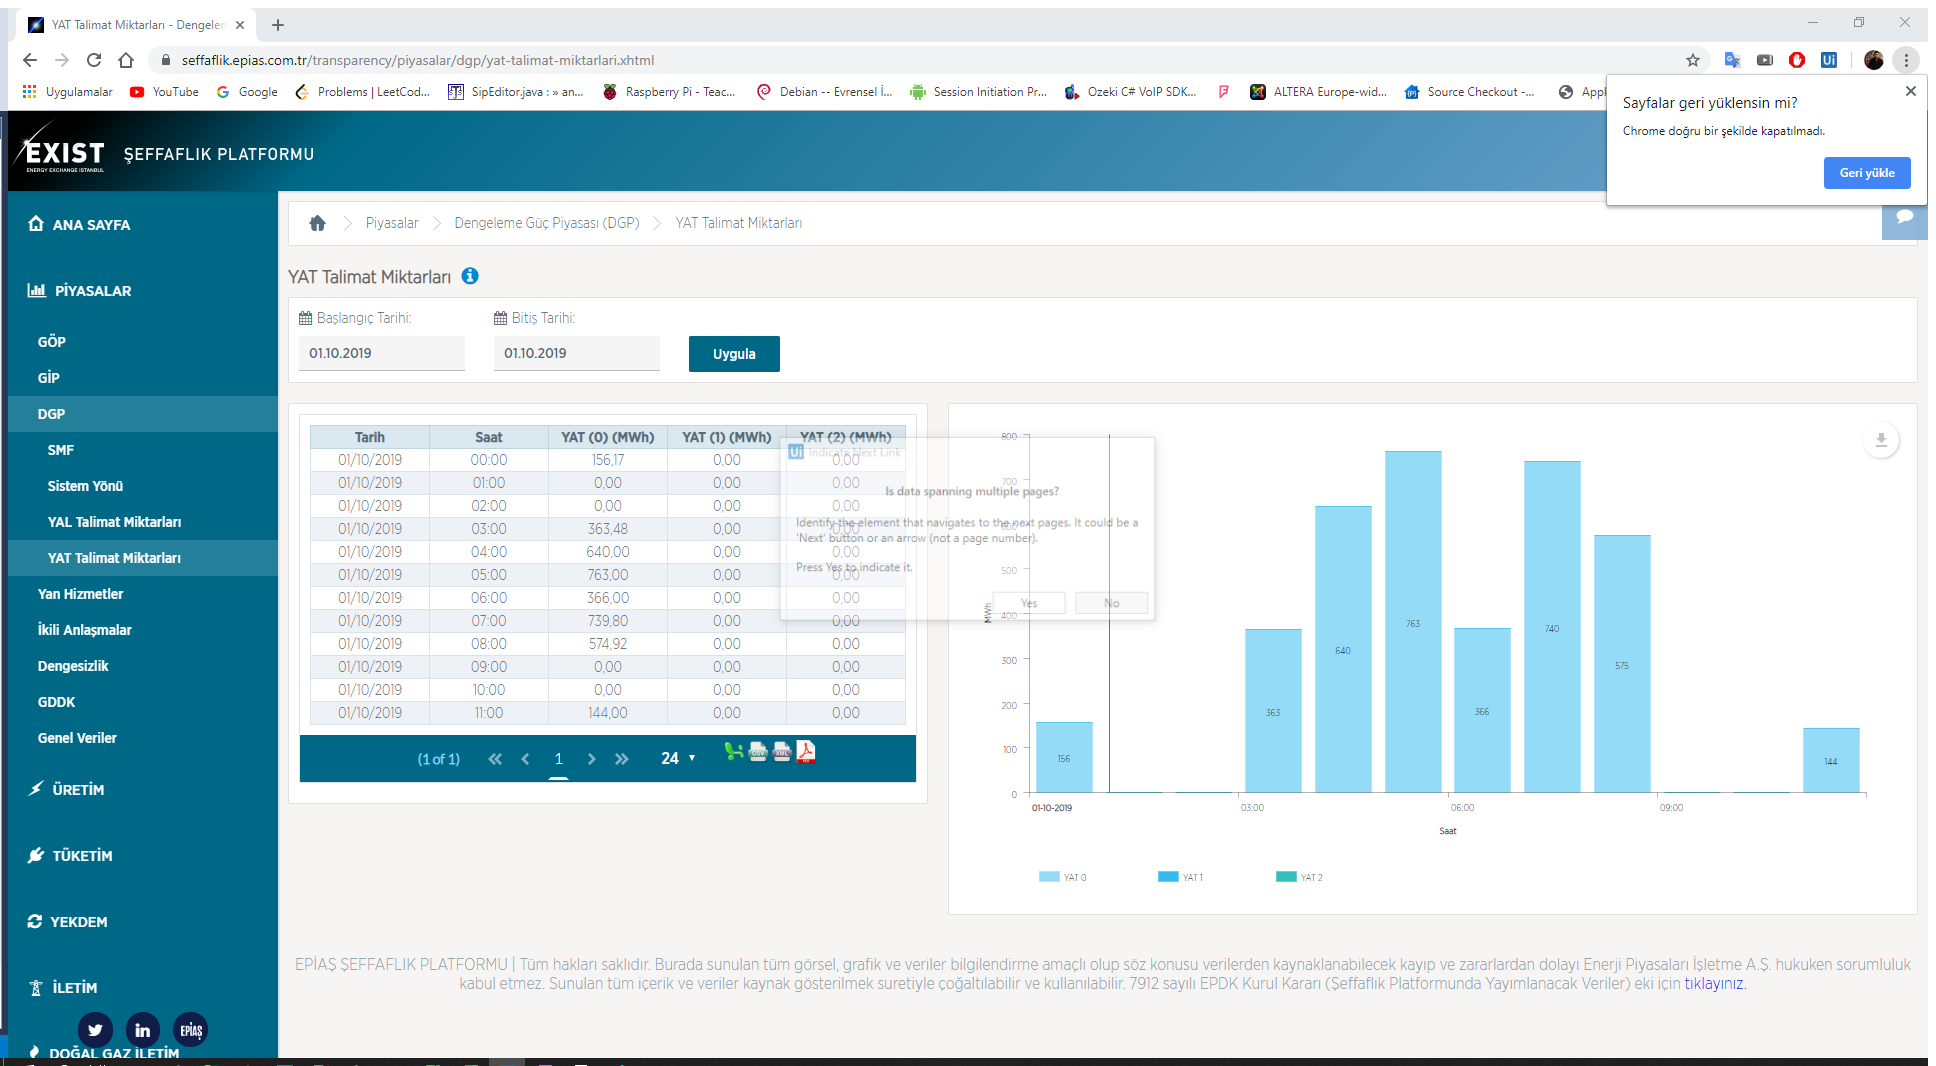 YAT Talimat Miktarları - Dengelem
seffaflik.epias.com.tr/transparency/piyasalar/dgp/yat-talimat-miktarlari.xhtml
Uygulamalar YouTube Google Problems | LeetCod... SipEditor.java : » an... Raspberry Pi - Teac... Debian -- Evrensel İ... Session Initiation Pr... Ozeki C# VoIP SDK... ALTERA Europe-wid... Source Checkout -... Appl
Sayfalar geri yüklensin mi?
Chrome doğru bir şekilde kapatılmadı.
Geri yükle
EXIST ŞEFFAFLIK PLATFORMU
ENERGY EXCHANGE ISTANBUL
ANA SAYFA
PİYASALAR
GÖP
GİP
DGP
SMF
Sistem Yönü
YAL Talimat Miktarları
YAT Talimat Miktarları
Yan Hizmetler
İkili Anlaşmalar
Dengesizlik
GDDK
Genel Veriler
ÜRETİM
TÜKETİM
YEKDEM
İLETİM
EPİAŞ
DOĞAL GAZ İLETİM
Piyasalar Dengeleme Güç Piyasası (DGP) YAT Talimat Miktarları
YAT Talimat Miktarları
Başlangıç Tarihi: Bitiş Tarihi:
01.10.2019 01.10.2019 Uygula
Tarih Saat YAT (0) (MWh) YAT (1) (MWh) YAT (2) (MWh)
01/10/2019 00:00 156,17 0,00 0,00
01/10/2019 01:00 0,00 0,00 0,00
01/10/2019 02:00 0,00 0,00 0,00
01/10/2019 03:00 363,48 0,00 0,00
01/10/2019 04:00 640,00 0,00 0,00
01/10/2019 05:00 763,00 0,00 0,00
01/10/2019 06:00 366,00 0,00 0,00
01/10/2019 07:00 739,80 0,00 0,00
01/10/2019 08:00 574,92 0,00 0,00
01/10/2019 09:00 0,00 0,00 0,00
01/10/2019 10:00 0,00 0,00 0,00
01/10/2019 11:00 144,00 0,00 0,00
(1 of 1) 1 24
Ui Indicate Next Link
Is data spanning multiple pages?
Identify the element that navigates to the next pages. It could be a
'Next' button or an arrow (not a page number).
Press Yes to indicate it.
Yes No
800
700
600
500
400
300
200
100
0
MWh
156
363
640
763
366
740
575
144
01-10-2019 03:00 06:00 09:00
Saat
YAT 0 YAT 1 YAT 2
EPİAŞ ŞEFFAFLIK PLATFORMU | Tüm hakları saklıdır. Burada sunulan tüm görsel, grafik ve veriler bilgilendirme amaçlı olup söz konusu verilerden kaynaklanabilecek kayıp ve zararlardan dolayı Enerji Piyasaları İşletme A.Ş. hukuken sorumluluk
kabul etmez. Sunulan tüm içerik ve veriler kaynak gösterilmek suretiyle çoğaltılabilir ve kullanılabilir. 7912 sayılı EPDK Kurul Kararı (Şeffaflık Platformunda Yayımlanacak Veriler) eki için tıklayınız.